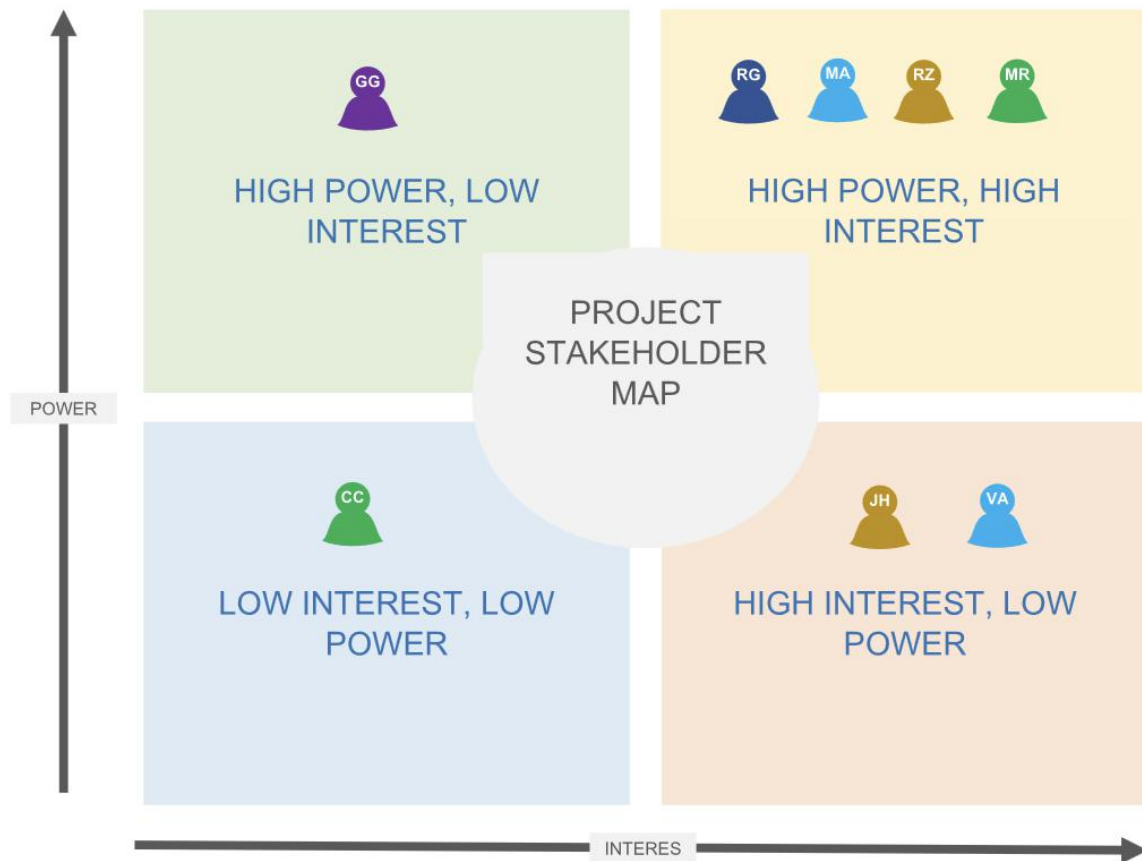 GG
RG MA RZ MR
HIGH POWER, LOW
INTEREST
HIGH POWER, HIGH
INTEREST
PROJECT
STAKEHOLDER
MAP
POWER
CC
JH VA
LOW INTEREST, LOW
POWER
HIGH INTEREST, LOW
POWER
INTERES